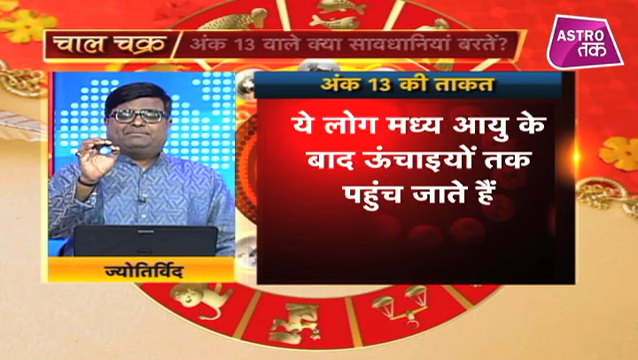 चाल चक्र
अंक 13 वाले क्या सावधानियां बरतें?
ASTRO
तक
अंक 13 की ताकत
ये लोग मध्य आयु के
बाद ऊंचाइयों तक
पहुंच जाते हैं
ज्योतिर्विद